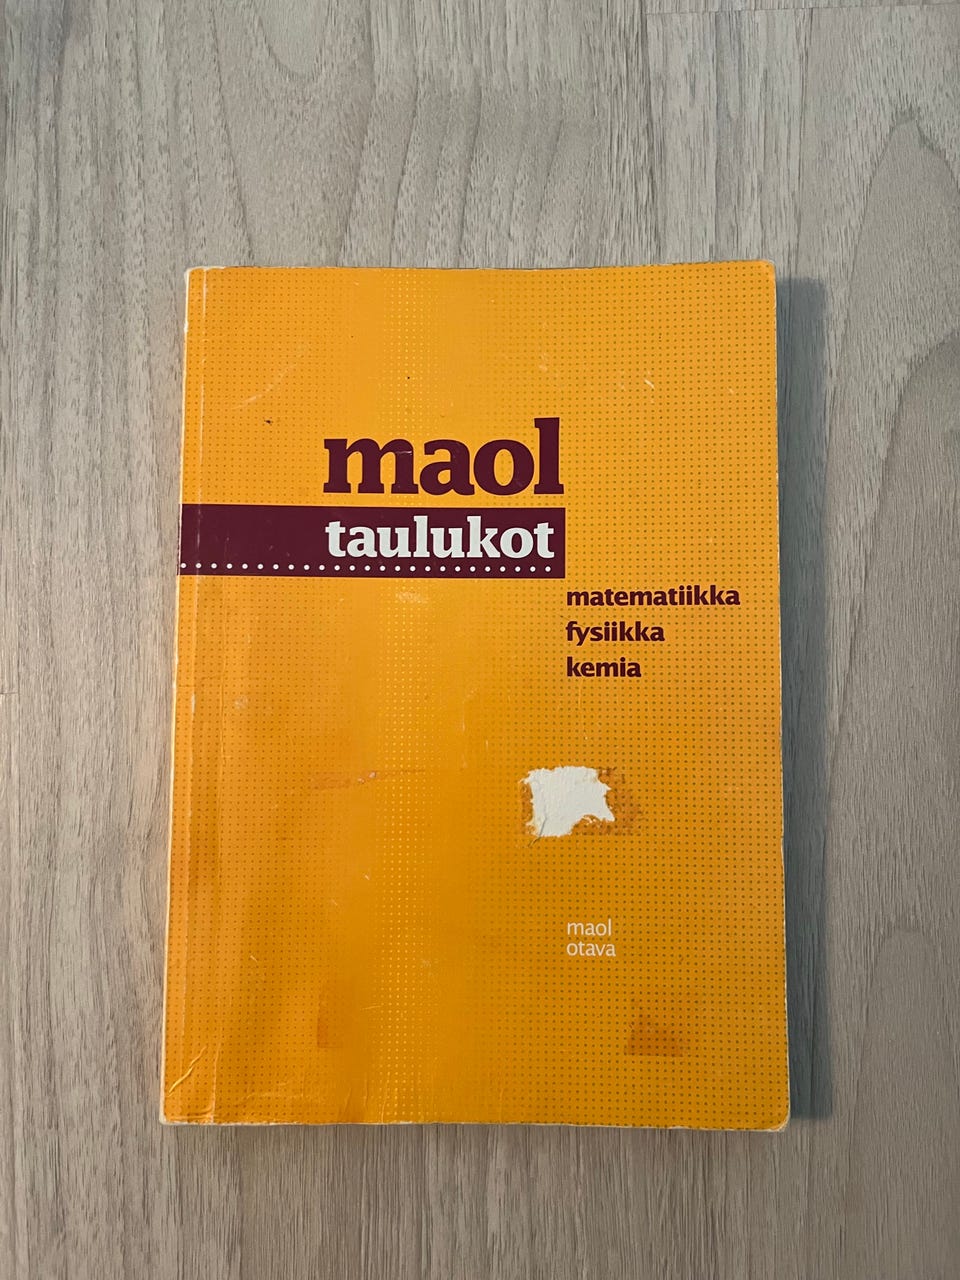 maol
taulukot
matematiikka
fysiikka
kemia
maol
otava